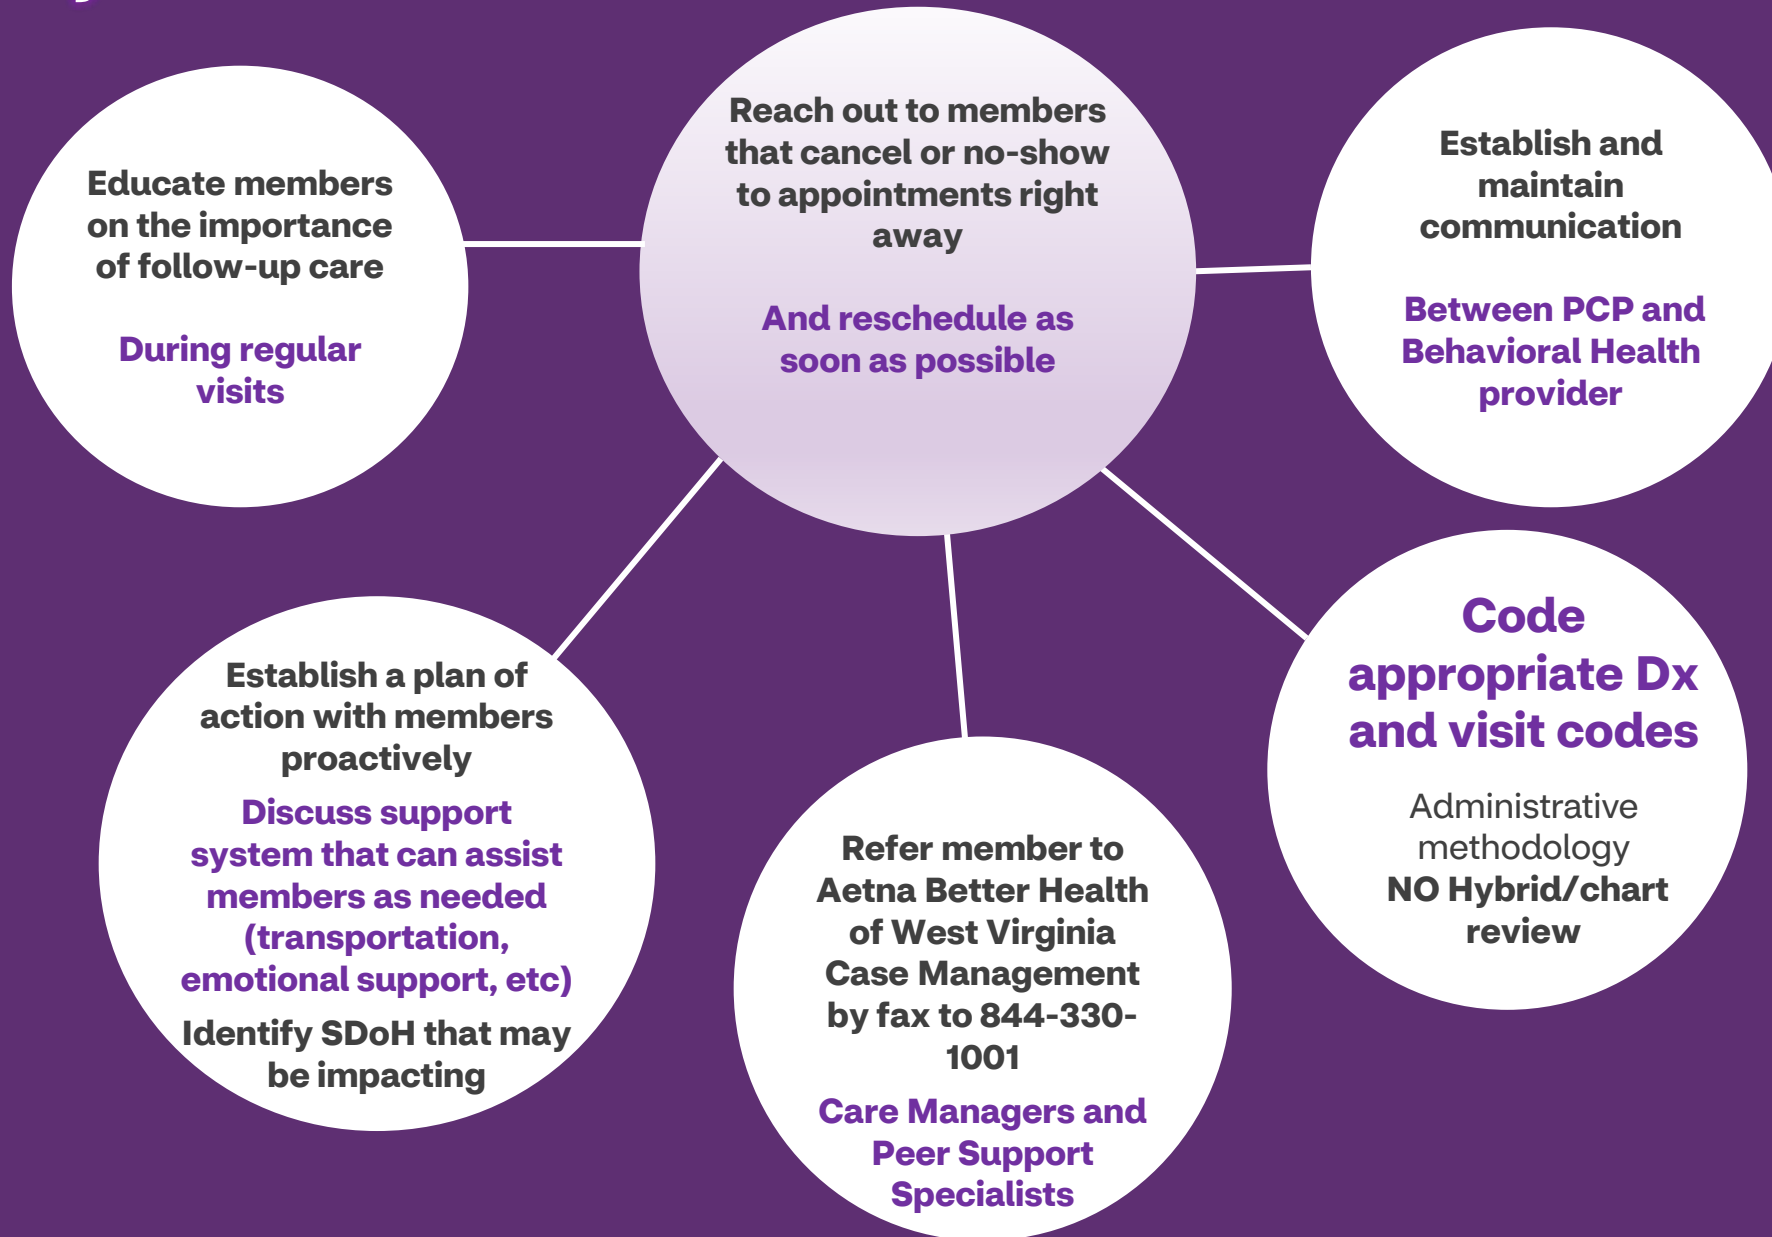 Educate members
on the importance
of follow-up care
During regular
visits
Reach out to members
that cancel or no-show
to appointments right
away
And reschedule as
soon as possible
Establish and
maintain
communication
Between PCP and
Behavioral Health
provider
Establish a plan of
action with members
proactively
Discuss support
system that can assist
members as needed
(transportation,
emotional support, etc)
Identify SDoH that may
be impacting
Refer member to
Aetna Better Health
of West Virginia
Case Management
by fax to 844-330-
1001
Care Managers and
Peer Support
Specialists
Code
appropriate Dx
and visit codes
Administrative
methodology
NO Hybrid/chart
review